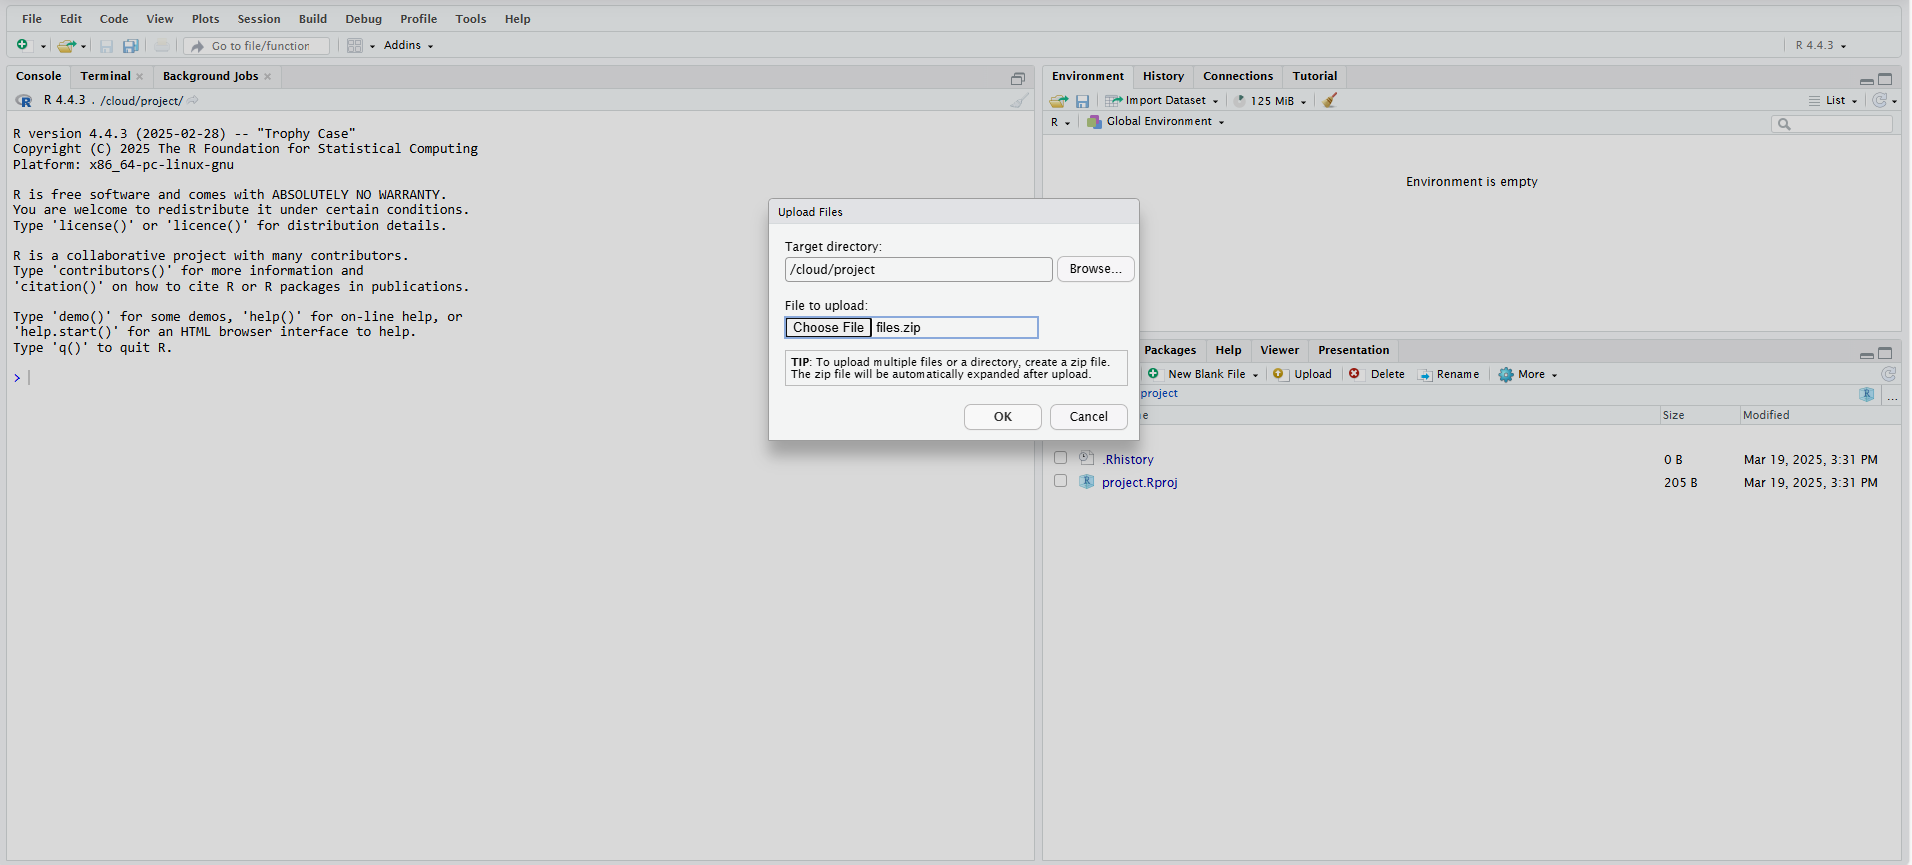 File Edit Code View Plots Session Build Debug Profile Tools Help
Go to file/function Addins R 4.4.3
Console Terminal Background Jobs
R 4.4.3 . /cloud/project/
R version 4.4.3 (2025-02-28) -- "Trophy Case"
Copyright (C) 2025 The R Foundation for Statistical Computing
Platform: x86_64-pc-linux-gnu
R is free software and comes with ABSOLUTELY NO WARRANTY.
You are welcome to redistribute it under certain conditions.
Type 'license()' or 'licence()' for distribution details.
R is a collaborative project with many contributors.
Type 'contributors()' for more information and
'citation()' on how to cite R or R packages in publications.
Type 'demo()' for some demos, 'help()' for on-line help, or
'help.start()' for an HTML browser interface to help.
Type 'q()' to quit R.
>
Upload Files
Target directory:
/cloud/project Browse...
File to upload:
Choose File files.zip
TIP: To upload multiple files or a directory, create a zip file.
The zip file will be automatically expanded after upload.
OK Cancel
Environment History Connections Tutorial
Import Dataset 125 MiB List
R Global Environment
Environment is empty
Packages Help Viewer Presentation
New Blank File Upload Delete Rename More
project R ...
e Size Modified
.Rhistory 0 B Mar 19, 2025, 3:31 PM
project.Rproj 205 B Mar 19, 2025, 3:31 PM